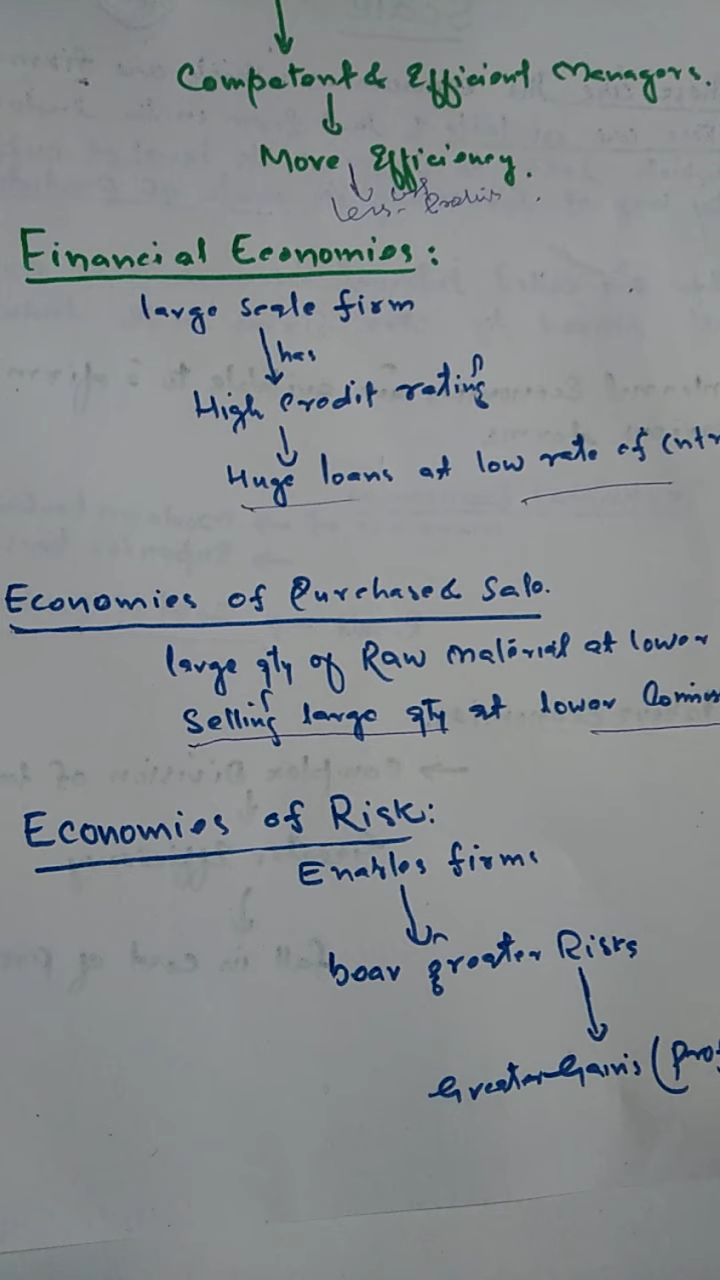 Competent & Efficient Managers.
More Efficiency.
less
Financial Economies:
large scale firm
has
High credit rating
Huge loans at low rate of intr
Economies of Purchase & Sale.
large qty of Raw material at lower
Selling large qty at lower
Economies of Risk:
Enables firms
bear greater Risks
Greater Gains (Prof